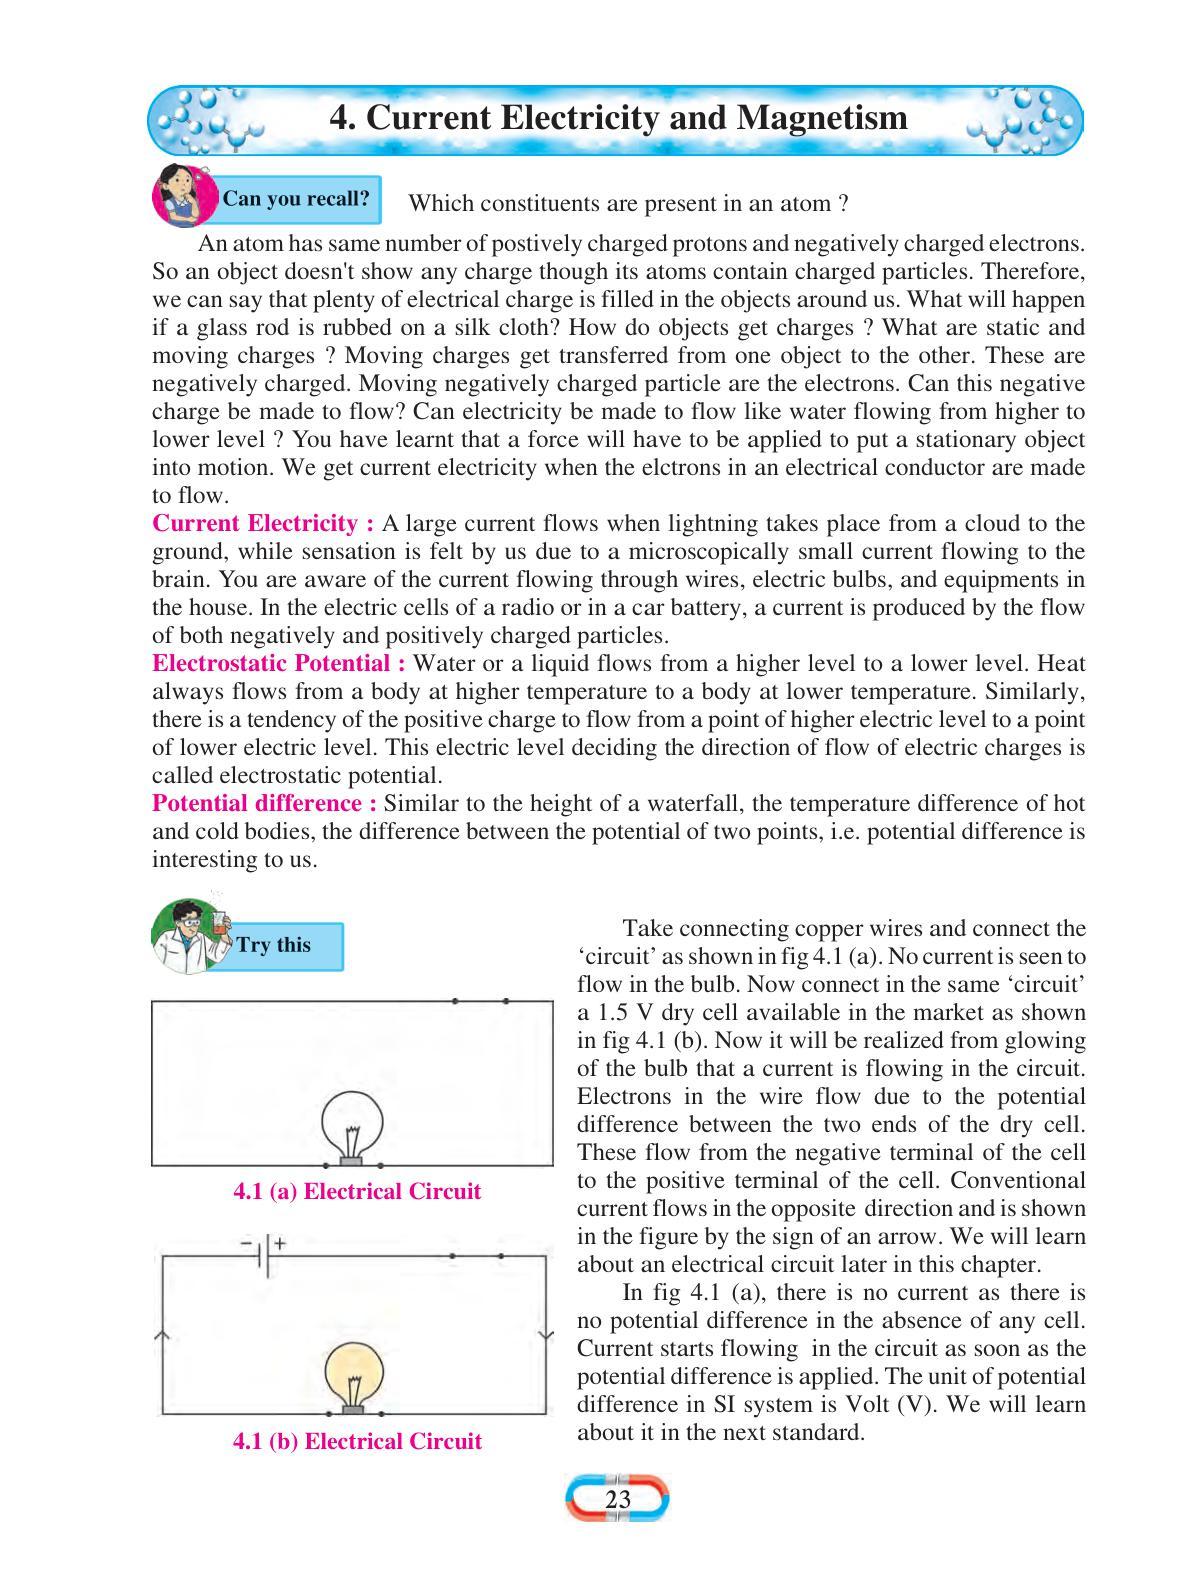 4. Current Electricity and Magnetism
Can you recall?
Which constituents are present in an atom ?
An atom has same number of postively charged protons and negatively charged electrons.
So an object doesn't show any charge though its atoms contain charged particles. Therefore,
we can say that plenty of electrical charge is filled in the objects around us. What will happen
if a glass rod is rubbed on a silk cloth? How do objects get charges ? What are static and
moving charges ? Moving charges get transferred from one object to the other. These are
negatively charged. Moving negatively charged particle are the electrons. Can this negative
charge be made to flow? Can electricity be made to flow like water flowing from higher to
lower level ? You have learnt that a force will have to be applied to put a stationary object
into motion. We get current electricity when the elctrons in an electrical conductor are made
to flow.
Current Electricity : A large current flows when lightning takes place from a cloud to the
ground, while sensation is felt by us due to a microscopically small current flowing to the
brain. You are aware of the current flowing through wires, electric bulbs, and equipments in
the house. In the electric cells of a radio or in a car battery, a current is produced by the flow
of both negatively and positively charged particles.
Electrostatic Potential : Water or a liquid flows from a higher level to a lower level. Heat
always flows from a body at higher temperature to a body at lower temperature. Similarly,
there is a tendency of the positive charge to flow from a point of higher electric level to a point
of lower electric level. This electric level deciding the direction of flow of electric charges is
called electrostatic potential.
Potential difference : Similar to the height of a waterfall, the temperature difference of hot
and cold bodies, the difference between the potential of two points, i.e. potential difference is
interesting to us.
Try this
4.1 (a) Electrical Circuit
- +
4.1 (b) Electrical Circuit
Take connecting copper wires and connect the
‘circuit’ as shown in fig 4.1 (a). No current is seen to
flow in the bulb. Now connect in the same ‘circuit’
a 1.5 V dry cell available in the market as shown
in fig 4.1 (b). Now it will be realized from glowing
of the bulb that a current is flowing in the circuit.
Electrons in the wire flow due to the potential
difference between the two ends of the dry cell.
These flow from the negative terminal of the cell
to the positive terminal of the cell. Conventional
current flows in the opposite direction and is shown
in the figure by the sign of an arrow. We will learn
about an electrical circuit later in this chapter.
In fig 4.1 (a), there is no current as there is
no potential difference in the absence of any cell.
Current starts flowing in the circuit as soon as the
potential difference is applied. The unit of potential
difference in SI system is Volt (V). We will learn
about it in the next standard.
23